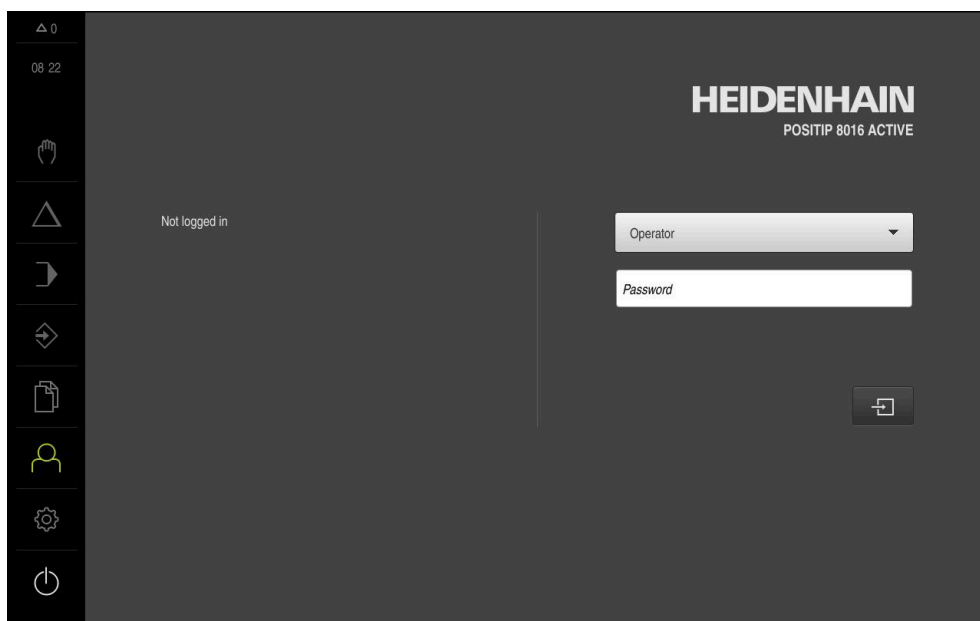 0
08 22
HEIDENHAIN
POSITIP 8016 ACTIVE
Not logged in
Operator
Password